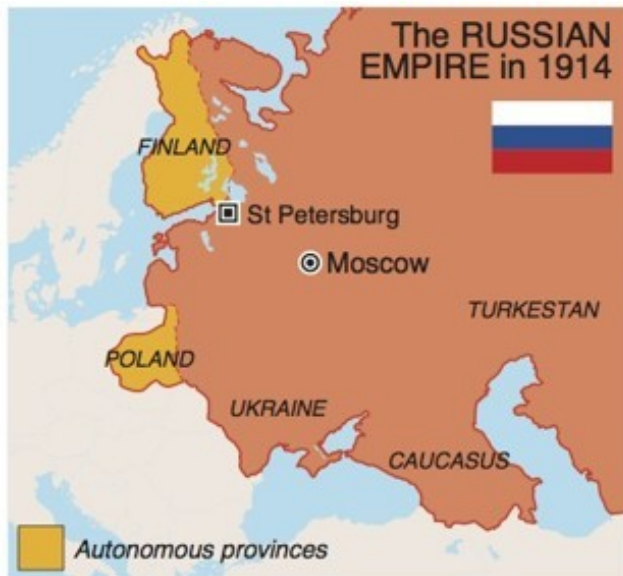 The RUSSIAN
EMPIRE in 1914
FINLAND
St Petersburg
Moscow
TURKESTAN
POLAND
UKRAINE
CAUCASUS
Autonomous provinces